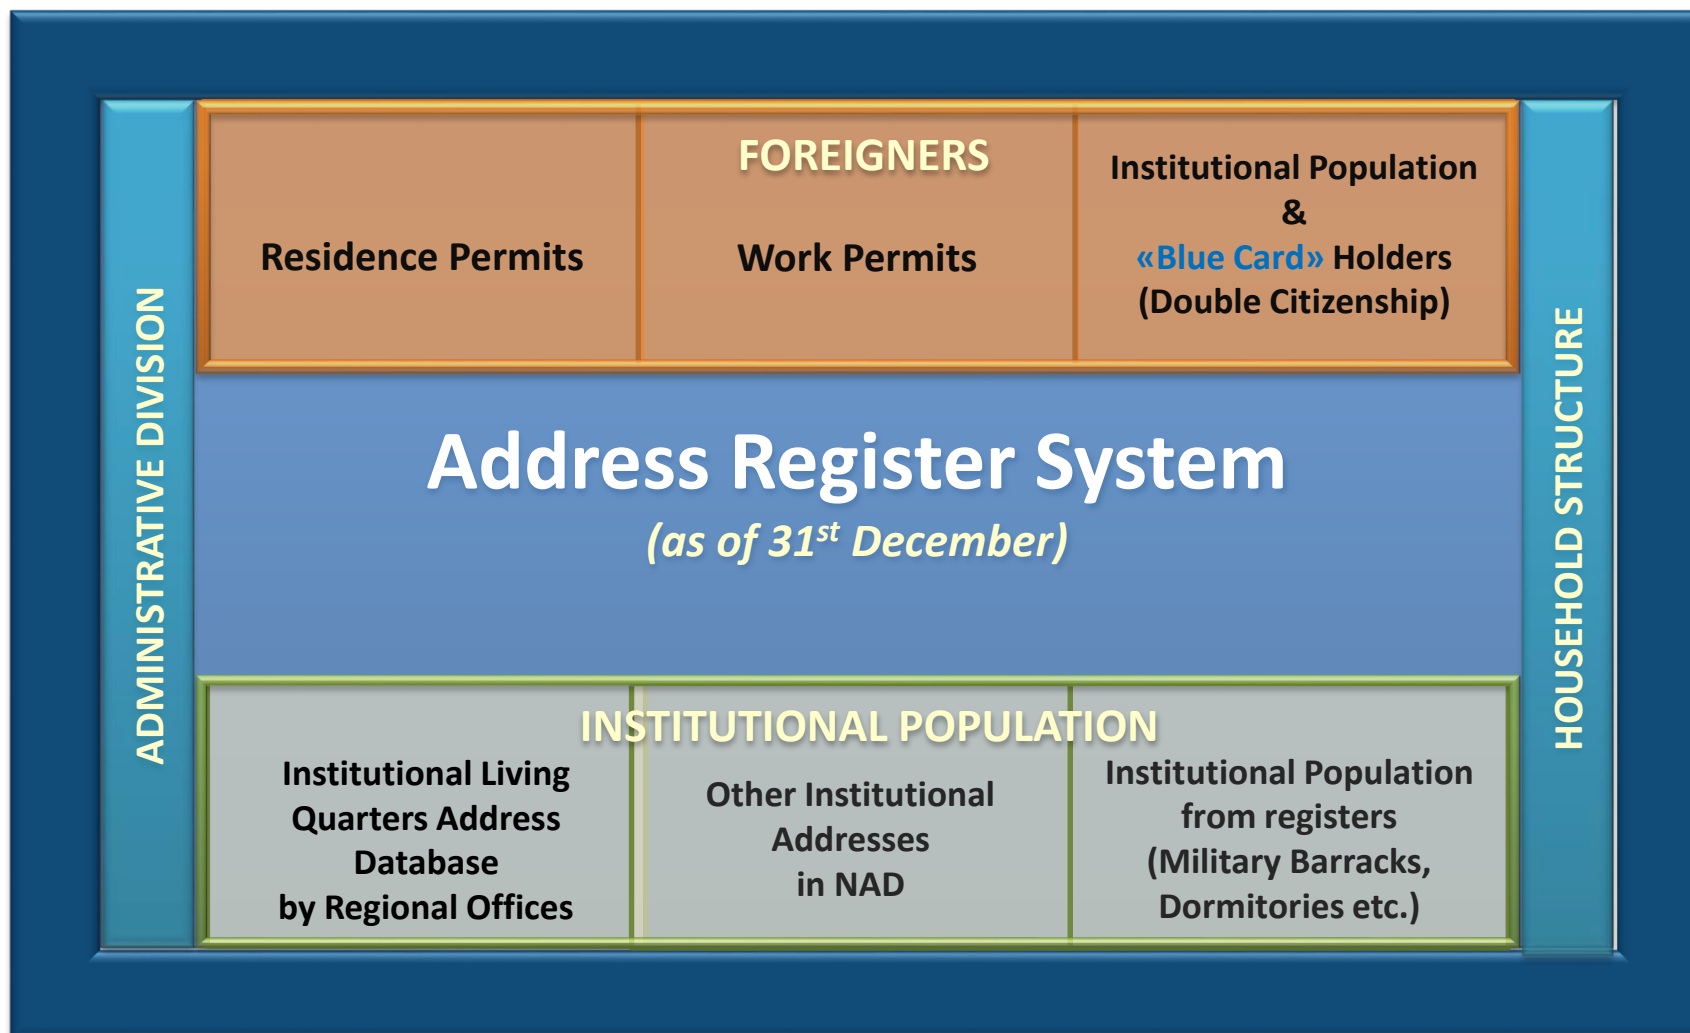 ADMINISTRATIVE DIVISION
FOREIGNERS
Residence Permits
Work Permits
Institutional Population
&
«Blue Card» Holders
(Double Citizenship)
Address Register System
(as of 31st December)
INSTITUTIONAL POPULATION
Institutional Living
Quarters Address
Database
by Regional Offices
Other Institutional
Addresses
in NAD
Institutional Population
from registers
(Military Barracks,
Dormitories etc.)
HOUSEHOLD STRUCTURE